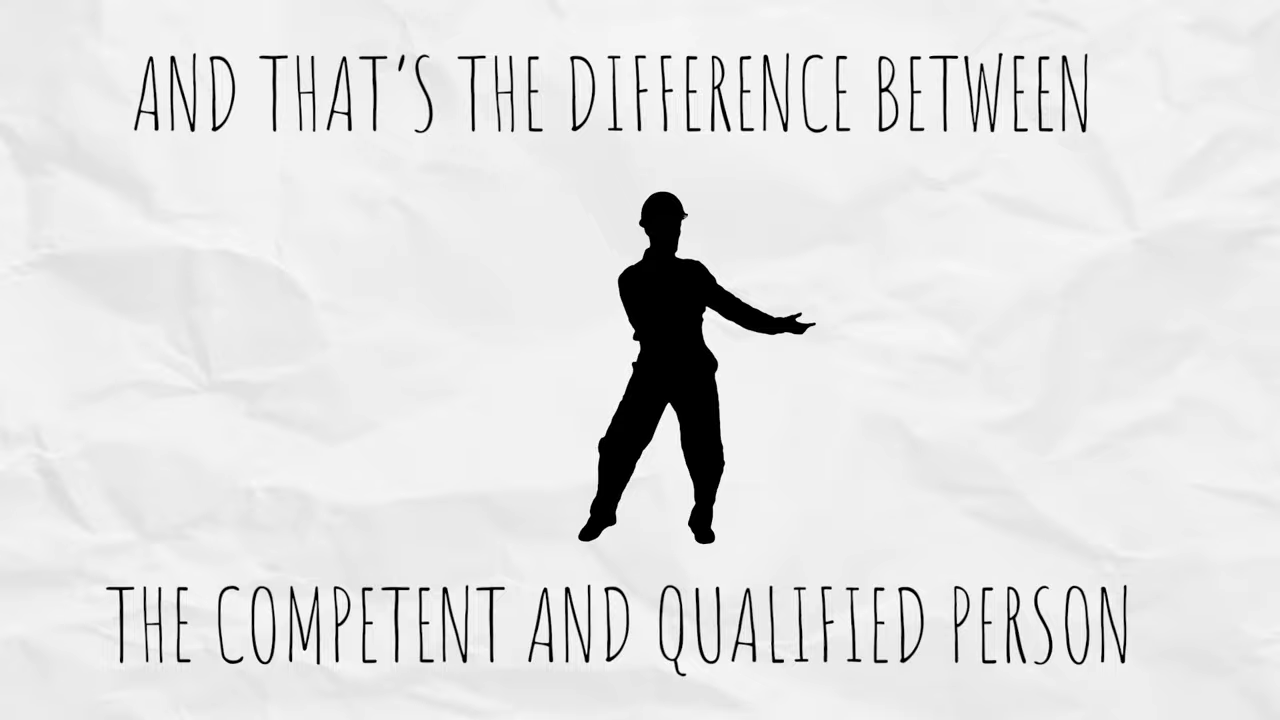 AND THAT'S THE DIFFERENCE BETWEEN
THE COMPETENT AND QUALIFIED PERSON